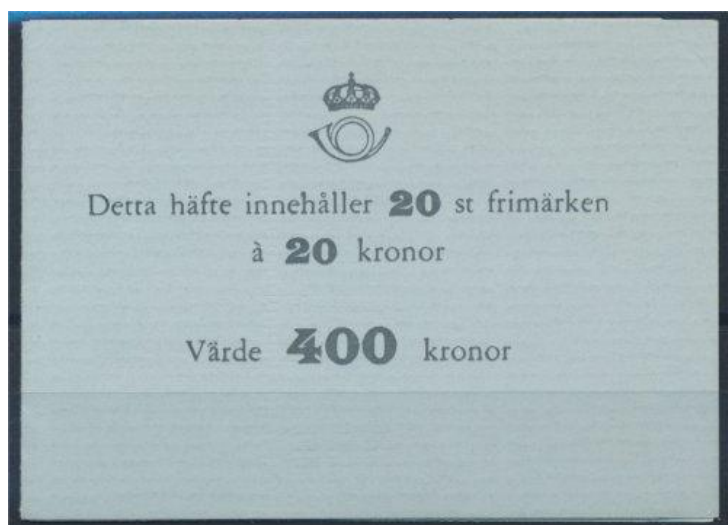 Detta häfte innehåller 20 st frimärken
à 20 kronor
Värde 400 kronor